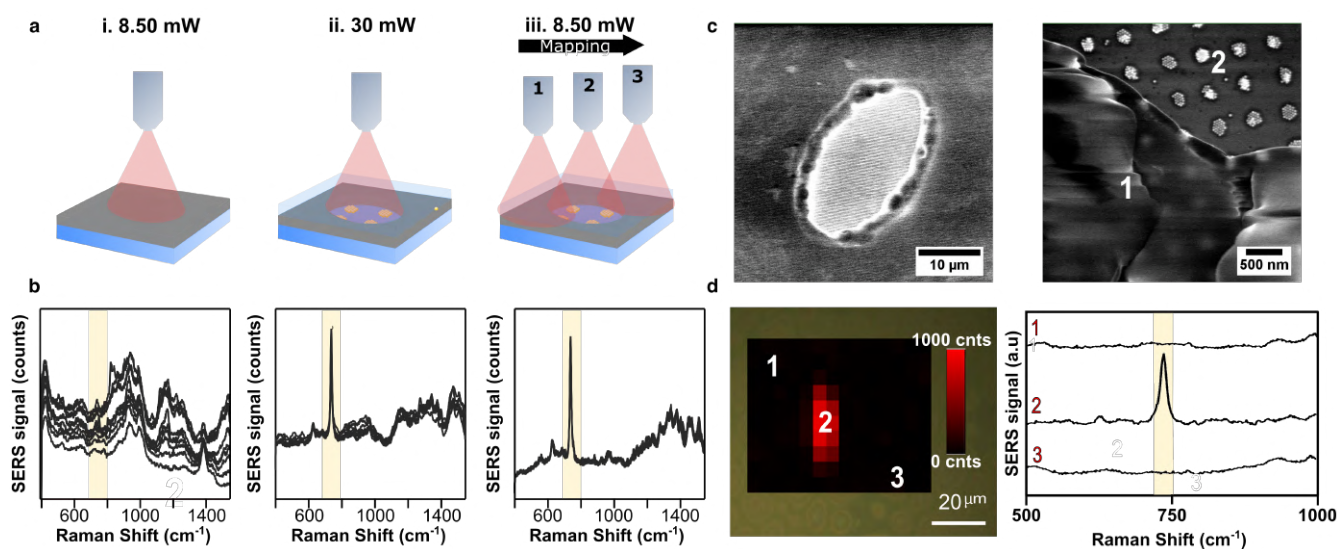 a
i. 8.50 mW
ii. 30 mW
iii. 8.50 mW
Mapping
1
2
3
c
2
1
10 µm
500 nm
b
SERS signal (counts)
2
600
1000
1400
Raman Shift (cm-1)
SERS signal (counts)
600
1000
1400
Raman Shift (cm-1)
SERS signal (counts)
600
1000
1400
Raman Shift (cm-1)
d
1
2
3
1000 cnts
0 cnts
20 µm
SERS signal (a.u)
1
2
3
2
3
500
750
1000
Raman Shift (cm-1)